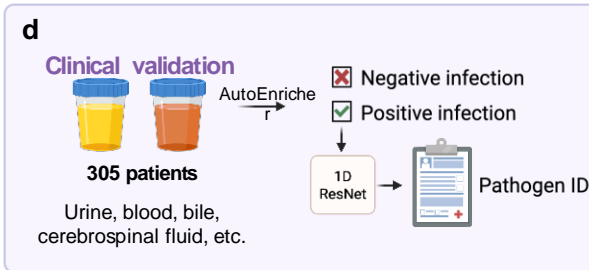 d
Clinical validation
AutoEnriche
r
305 patients
Urine, blood, bile,
cerebrospinal fluid, etc.
Negative infection
Positive infection
1D
ResNet
Pathogen ID